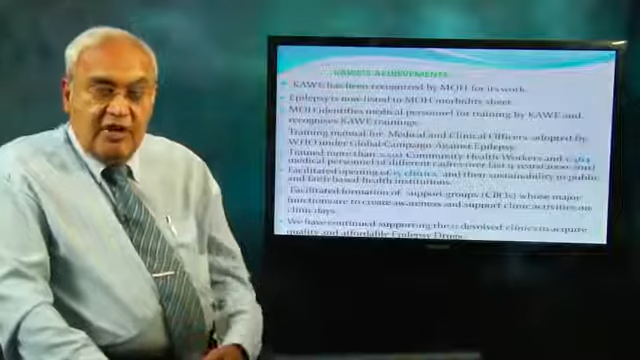 KAWE'S ACHIEVEMENTS
KAWE has been recognized by MOH for its work.
Epilepsy is now listed in MOH morbidity sheet.
MOH identifies medical personnel for training by KAWE and
recognizes KAWE trainings.
Training manual for Medical and Clinical Officers adopted by
WHO under Global Campaign Against Epilepsy.
Trained more than Community Health Workers and
medical personnel of different cadres over last
Facilitated opening of 15 clinics, and their sustainability in public
and faith based health institutions.
Facilitated formation of support groups (CBOs) whose major
functions are to create awareness and support clinic activities on
clinic days.
We have continued supporting the devolved clinics to acquire
quality and affordable Epilepsy Drugs.